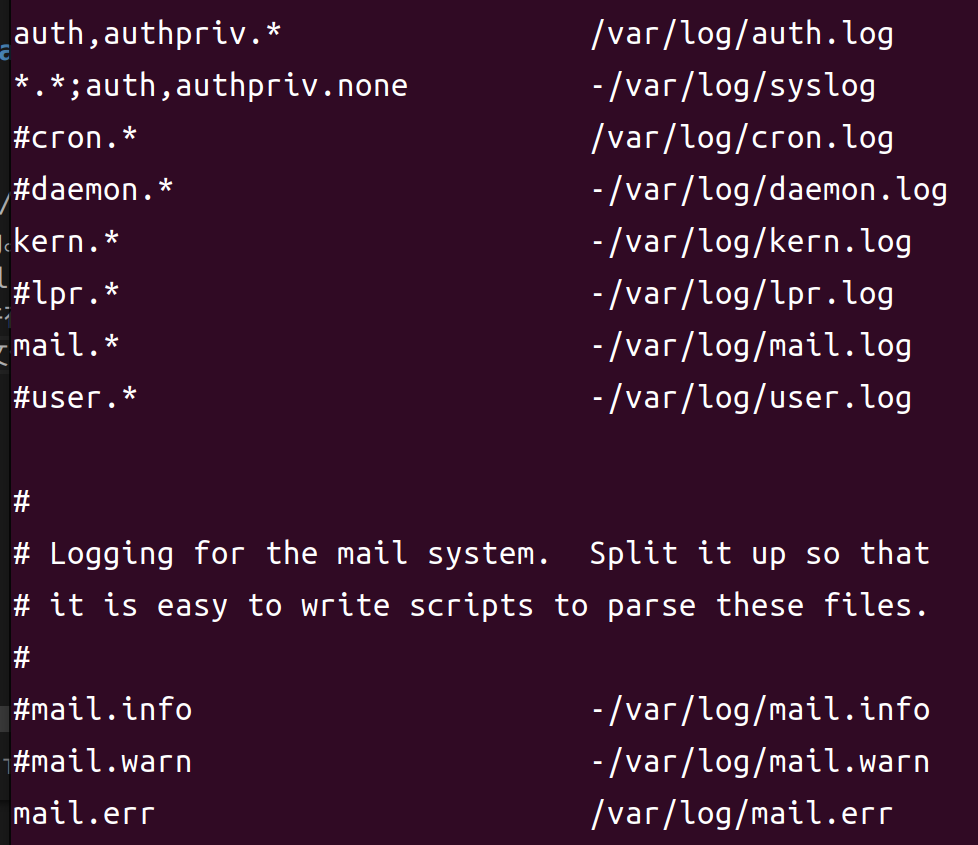 auth,authpriv.* /var/log/auth.log
*.*;auth,authpriv.none -/var/log/syslog
#cron.* /var/log/cron.log
#daemon.* -/var/log/daemon.log
kern.* -/var/log/kern.log
#lpr.* -/var/log/lpr.log
mail.* -/var/log/mail.log
#user.* -/var/log/user.log
#
# Logging for the mail system.  Split it up so that
# it is easy to write scripts to parse these files.
#
#mail.info -/var/log/mail.info
#mail.warn -/var/log/mail.warn
mail.err /var/log/mail.err